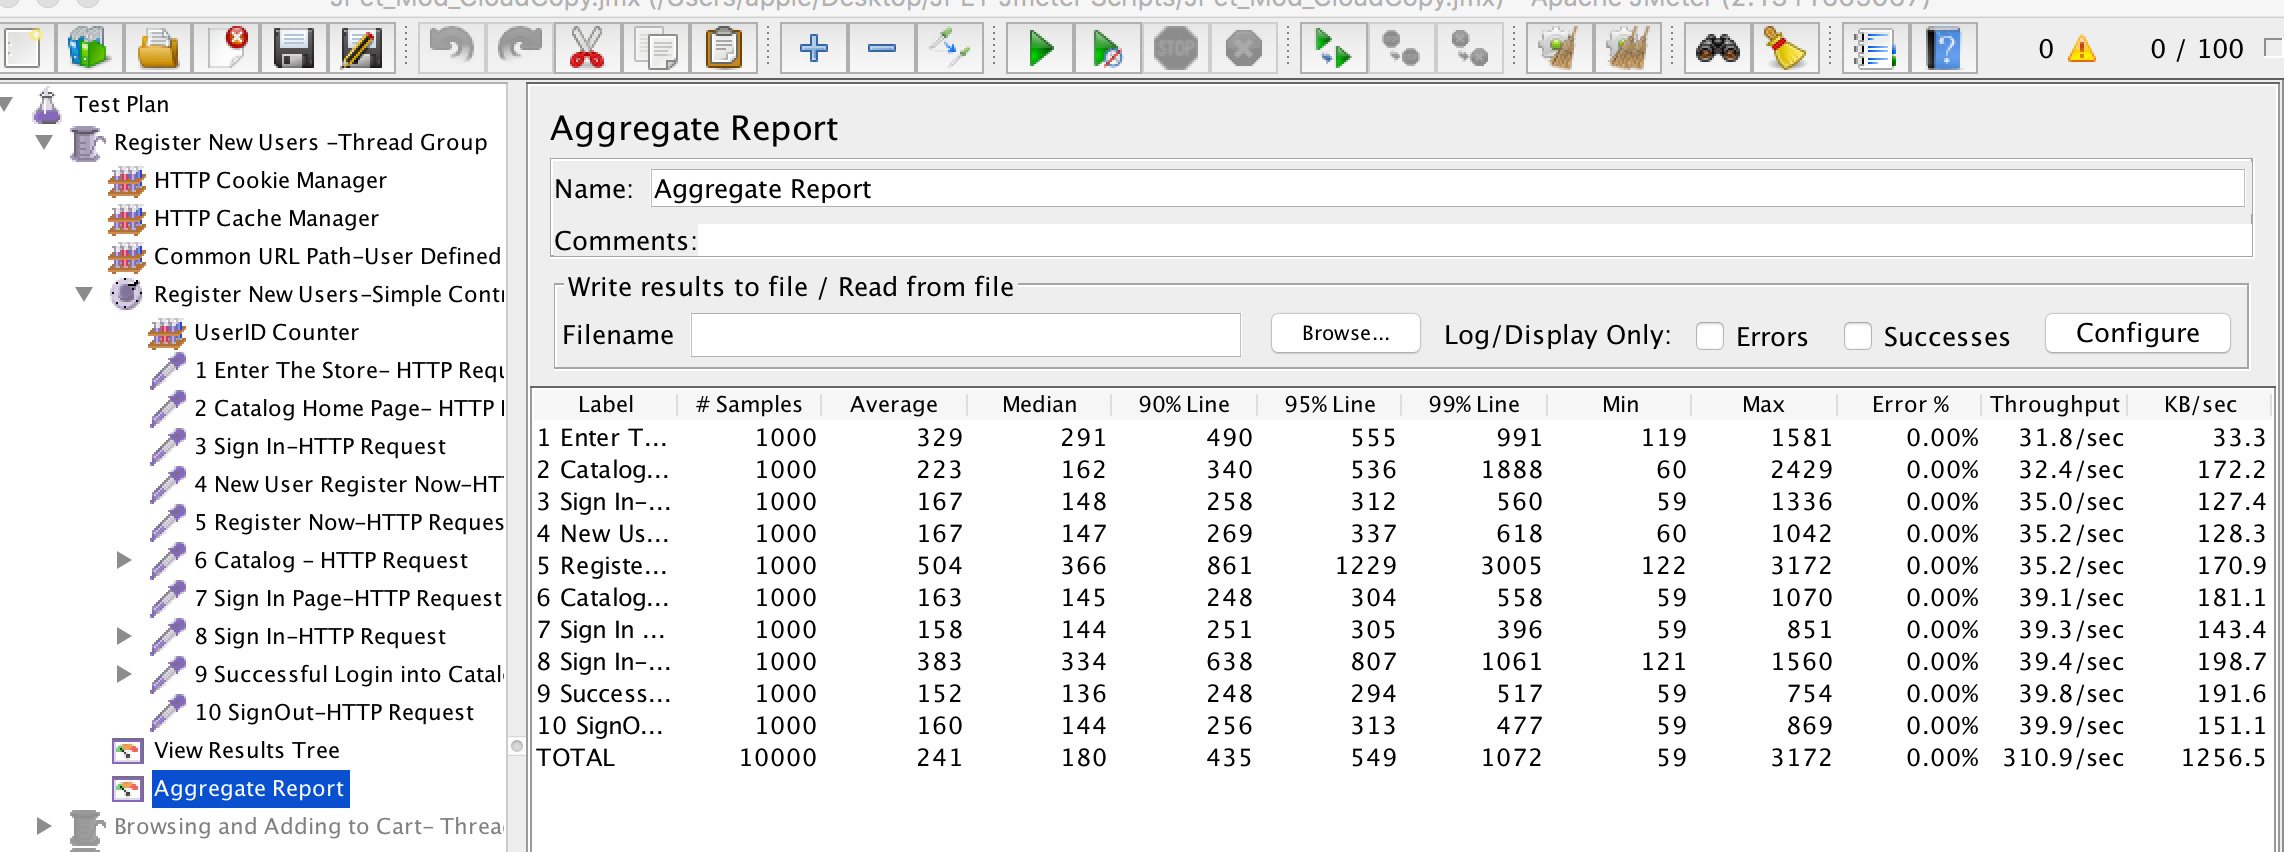 JPet_Mod_CloudCopy.jmx (/Users/apple/Desktop/JPET Jmeter Scripts/JPet_Mod_CloudCopy.jmx) - Apache JMeter
STOP
?
0
0 / 100
Test Plan
Register New Users -Thread Group
HTTP Cookie Manager
HTTP Cache Manager
Common URL Path-User Defined
Register New Users-Simple Contr
UserID Counter
1 Enter The Store- HTTP Requ
2 Catalog Home Page- HTTP
3 Sign In-HTTP Request
4 New User Register Now-HT
5 Register Now-HTTP Reques
6 Catalog - HTTP Request
7 Sign In Page-HTTP Request
8 Sign In-HTTP Request
9 Successful Login into Catal
10 SignOut-HTTP Request
View Results Tree
Aggregate Report
Browsing and Adding to Cart- Threa
Aggregate Report
Name: Aggregate Report
Comments:
Write results to file / Read from file
Filename Browse... Log/Display Only: Errors Successes Configure
Label # Samples Average Median 90% Line 95% Line 99% Line Min Max Error % Throughput KB/sec
1 Enter T... 1000 329 291 490 555 991 119 1581 0.00% 31.8/sec 33.3
2 Catalog... 1000 223 162 340 536 1888 60 2429 0.00% 32.4/sec 172.2
3 Sign In-... 1000 167 148 258 312 560 59 1336 0.00% 35.0/sec 127.4
4 New Us... 1000 167 147 269 337 618 60 1042 0.00% 35.2/sec 128.3
5 Registe... 1000 504 366 861 1229 3005 122 3172 0.00% 35.2/sec 170.9
6 Catalog... 1000 163 145 248 304 558 59 1070 0.00% 39.1/sec 181.1
7 Sign In ... 1000 158 144 251 305 396 59 851 0.00% 39.3/sec 143.4
8 Sign In-... 1000 383 334 638 807 1061 121 1560 0.00% 39.4/sec 198.7
9 Success... 1000 152 136 248 294 517 59 754 0.00% 39.8/sec 191.6
10 SignO... 1000 160 144 256 313 477 59 869 0.00% 39.9/sec 151.1
TOTAL 10000 241 180 435 549 1072 59 3172 0.00% 310.9/sec 1256.5